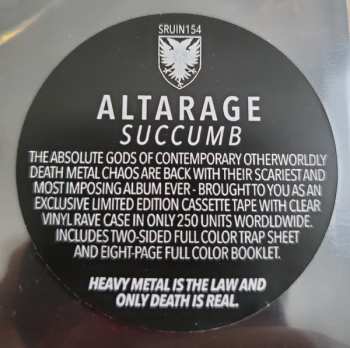 SRUIN154
ALTARAGE
SUCCUMB
THE ABSOLUTE GODS OF CONTEMPORARY OTHERWORLDLY
DEATH METAL CHAOS ARE BACK WITH THEIR SCARIEST AND
MOST IMPOSING ALBUM EVER - BROUGHT TO YOU AS AN
EXCLUSIVE LIMITED EDITION CASSETTE TAPE WITH CLEAR
VINYL RAVE CASE IN ONLY 250 UNITS WORDLDWIDE.
INCLUDES TWO-SIDED FULL COLOR TRAP SHEET
AND EIGHT-PAGE FULL COLOR BOOKLET.
HEAVY METAL IS THE LAW AND
ONLY DEATH IS REAL.